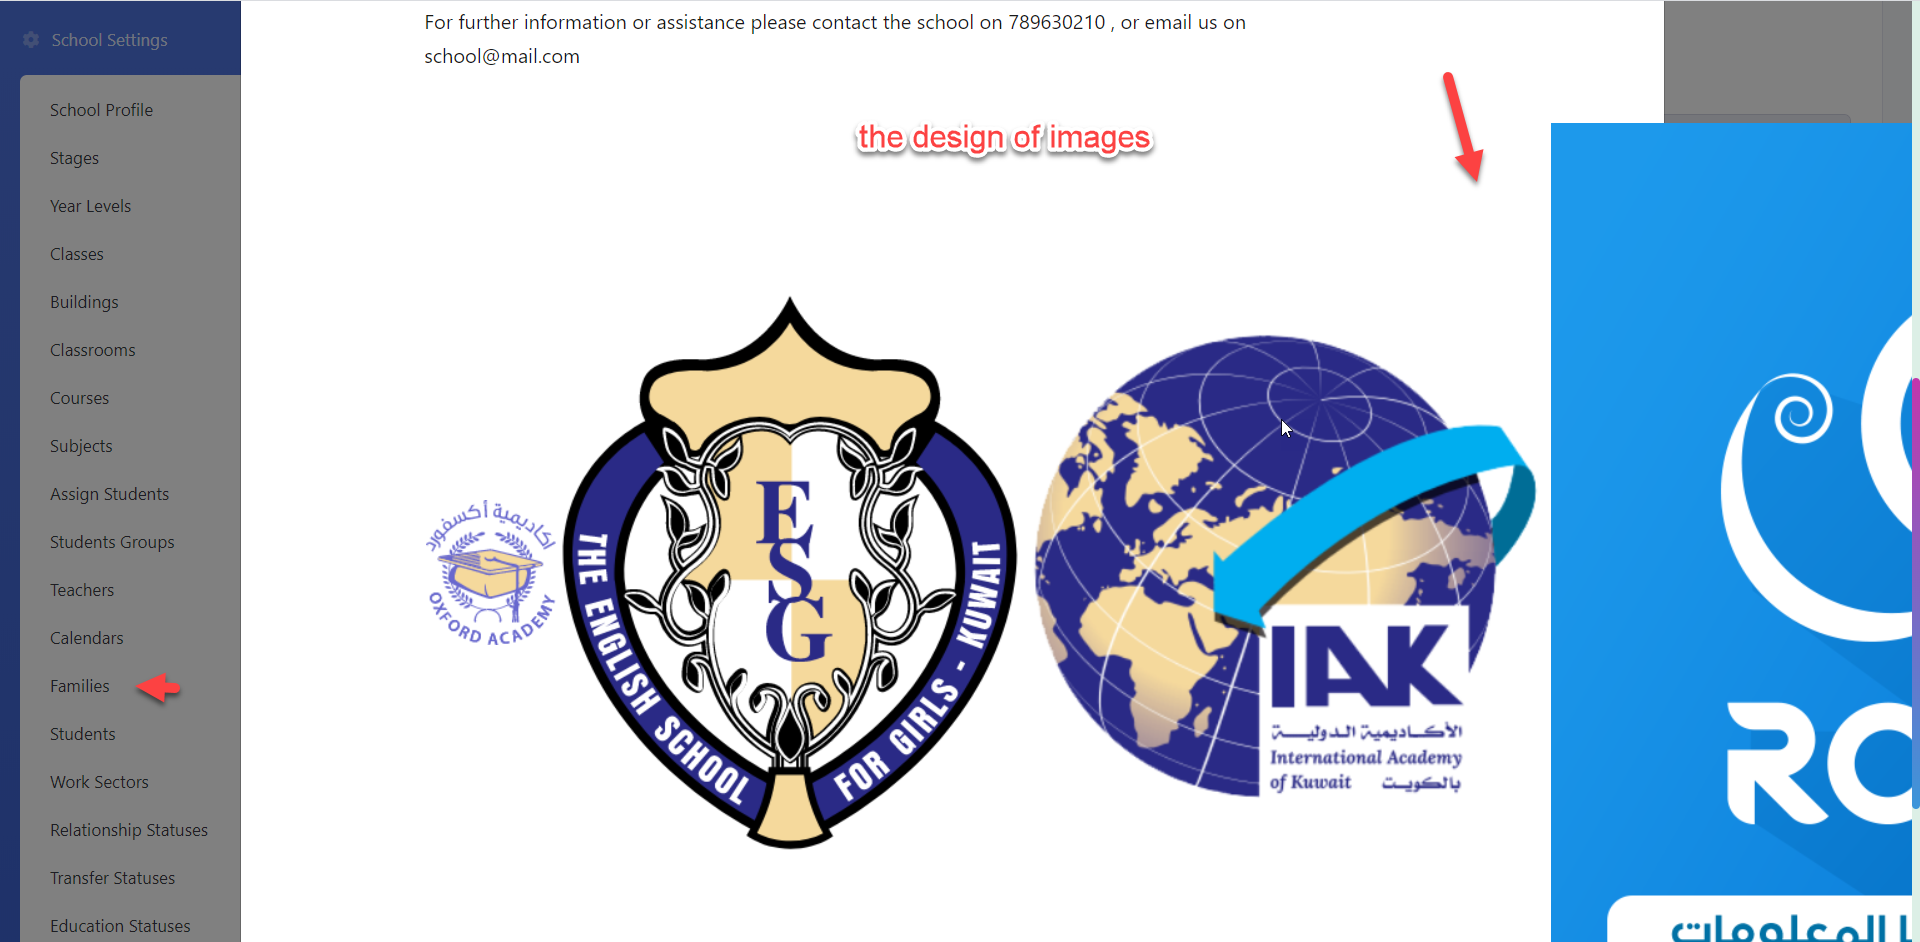 For further information or assistance please contact the school on 789630210 , or email us on
school@mail.com
School Settings
School Profile
Stages
Year Levels
Classes
Buildings
Classrooms
Courses
Subjects
Assign Students
Students Groups
Teachers
Calendars
Families
Students
Work Sectors
Relationship Statuses
Transfer Statuses
Education Statuses
the design of images
أكاديمية أكسفورد
OXFORD ACADEMY
ESG
THE ENGLISH SCHOOL FOR GIRLS - KUWAIT
IAK
الأكاديمية الدولية
International Academy
of Kuwait بالكويت
RO
المعلومات